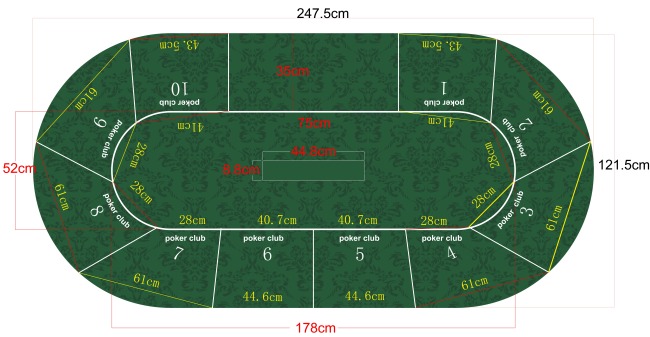 247.5cm
43.5cm
43.5cm
35cm
61cm
10
poker club
1
poker club
61cm
41cm
75cm
41cm
9
poker club
2
poker club
28cm
44.8cm
28cm
52cm
8.8cm
121.5cm
61cm
8
poker club
28cm
28cm
3
poker club
61cm
28cm
40.7cm
40.7cm
28cm
poker club
7
poker club
6
poker club
5
poker club
4
61cm
44.6cm
44.6cm
61cm
178cm